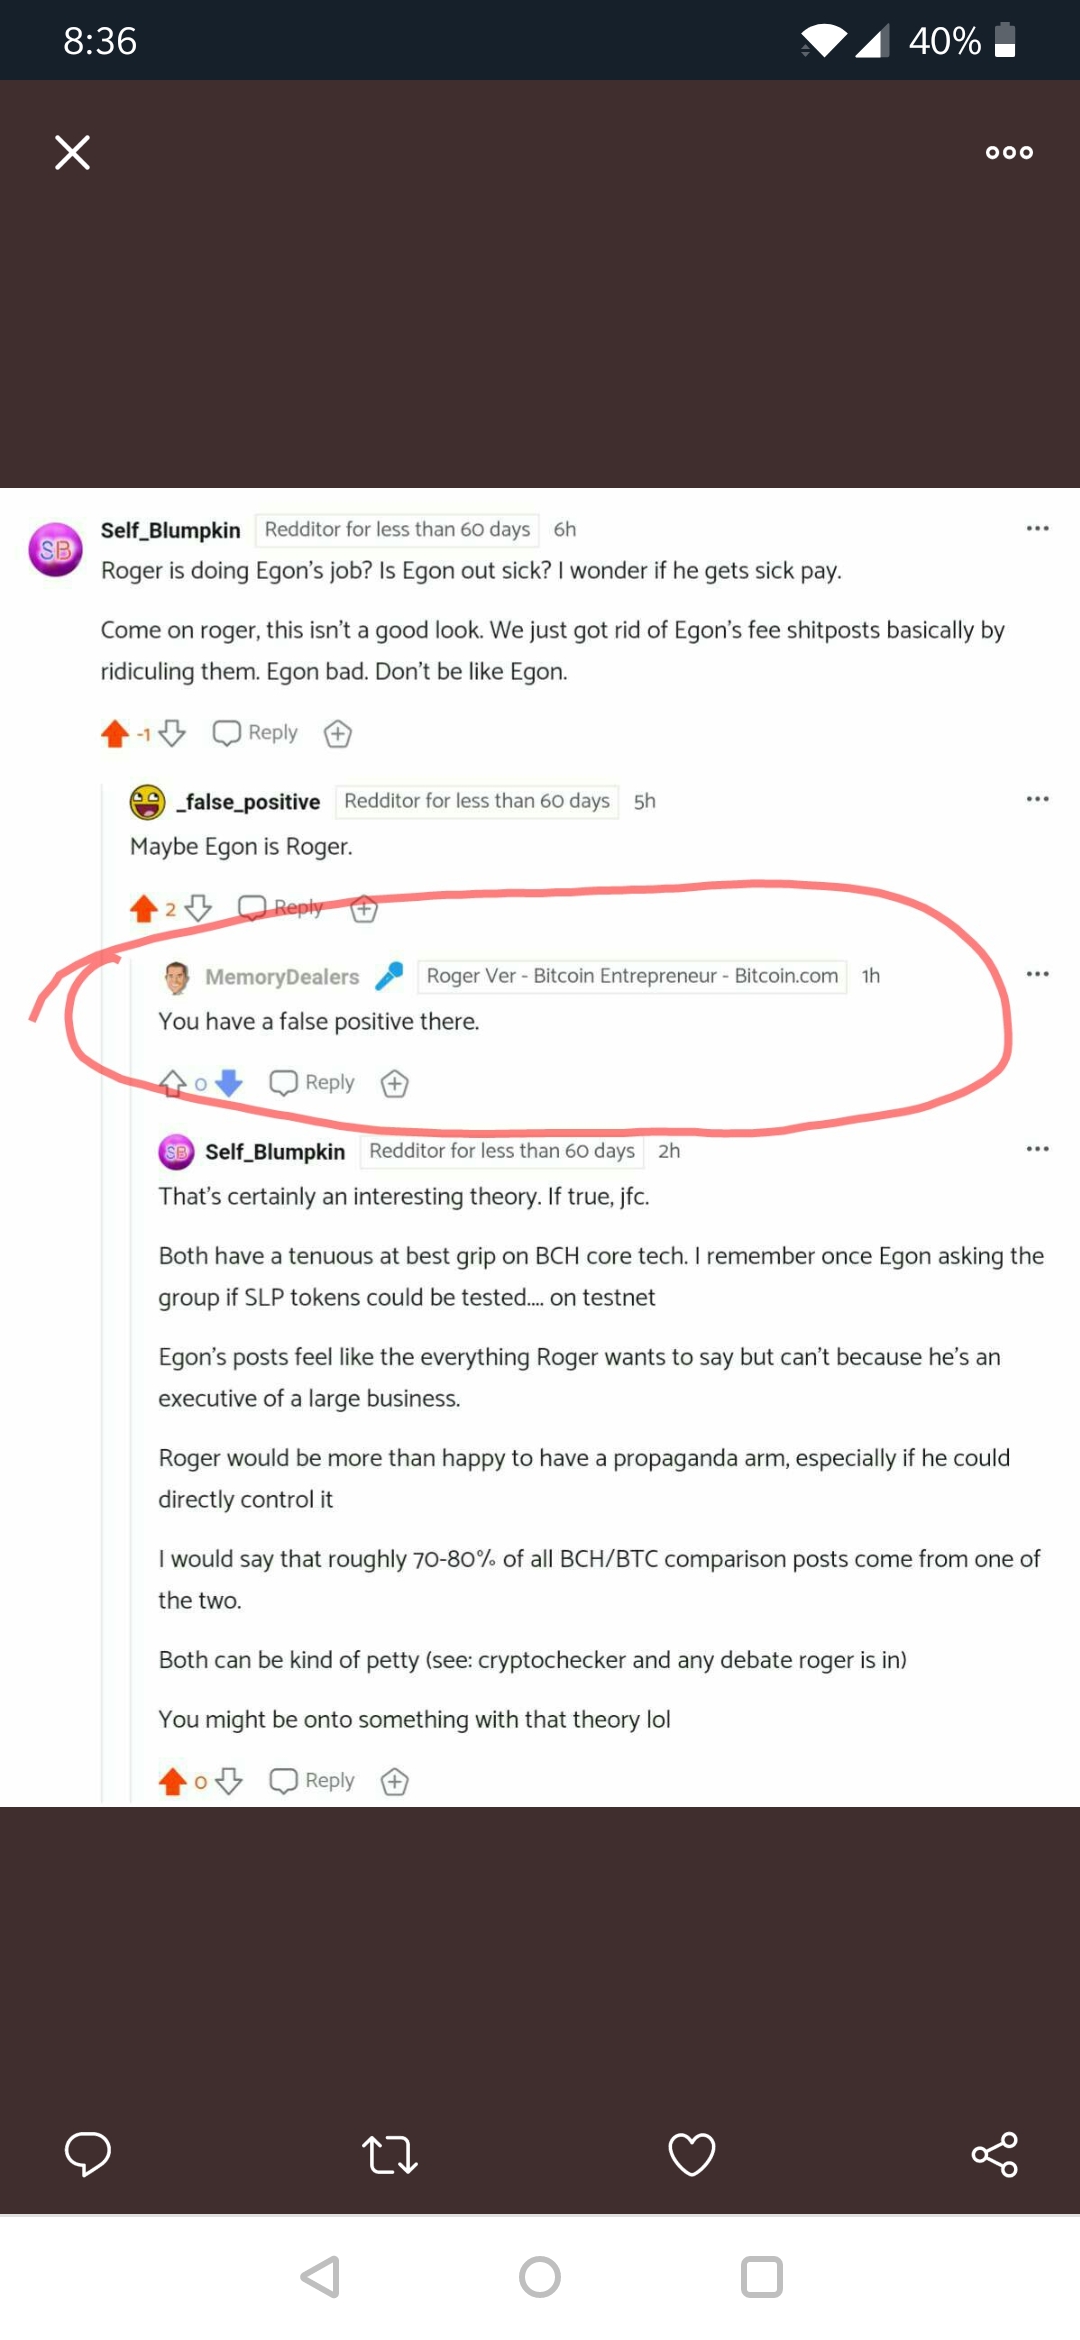 8:36
40%
SB
Self_Blumpkin Redditor for less than 60 days 6h
Roger is doing Egon's job? Is Egon out sick? I wonder if he gets sick pay.
Come on roger, this isn't a good look. We just got rid of Egon's fee shitposts basically by
ridiculing them. Egon bad. Don't be like Egon.
-1 Reply
_false_positive Redditor for less than 60 days 5h
Maybe Egon is Roger.
2 Reply
MemoryDealers Roger Ver - Bitcoin Entrepreneur - Bitcoin.com 1h
You have a false positive there.
0 Reply
SB Self_Blumpkin Redditor for less than 60 days 2h
That's certainly an interesting theory. If true, jfc.
Both have a tenuous at best grip on BCH core tech. I remember once Egon asking the
group if SLP tokens could be tested.... on testnet
Egon's posts feel like the everything Roger wants to say but can't because he's an
executive of a large business.
Roger would be more than happy to have a propaganda arm, especially if he could
directly control it
I would say that roughly 70-80% of all BCH/BTC comparison posts come from one of
the two.
Both can be kind of petty (see: cryptochecker and any debate roger is in)
You might be onto something with that theory lol
0 Reply